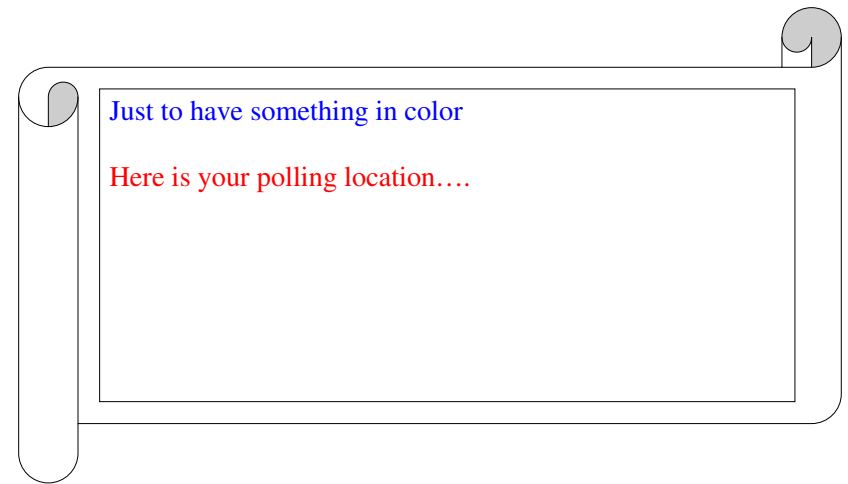 Just to have something in color
Here is your polling location….